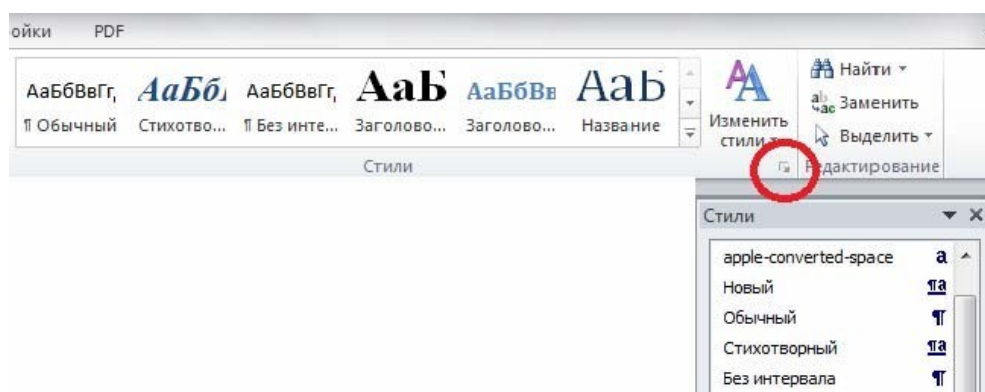 ойки PDF
АаБбВвГг, АаБб. АаБбВвГг, АаБ АаБбВв АаБ
¶ Обычный Стихотво... ¶ Без инте... Заголово... Заголово... Название
Изменить стили
Найти
Заменить
Выделить
Стили
Редактирование
Стили
apple-converted-space a
Новый ¶a
Обычный ¶
Стихотворный ¶a
Без интервала ¶